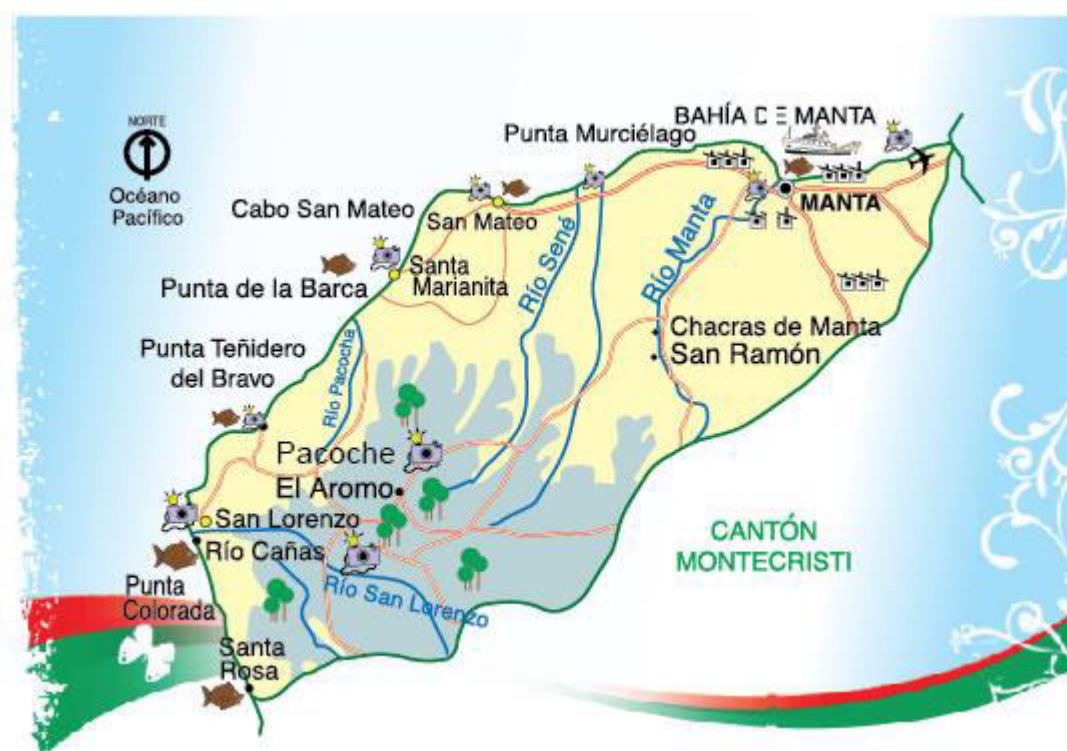 NORTE
Océano
Pacífico
BAHÍA DE MANTA
Punta Murciélago
Cabo San Mateo
San Mateo
MANTA
Río Sené
Río Manta
Santa
Marianita
Punta de la Barca
Chacras de Manta
San Ramón
Punta Teñidero
del Bravo
Río Pacocha
Pacoche
El Aromo
San Lorenzo
Río Cañas
CANTÓN
MONTECRISTI
Punta
Colorada
Río San Lorenzo
Santa
Rosa